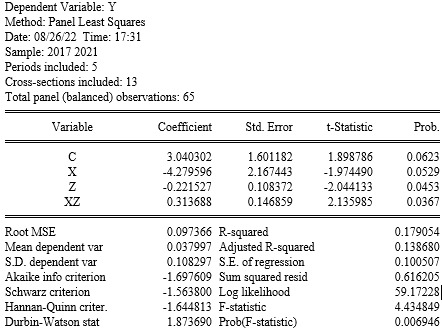 Dependent Variable: Y
Method: Panel Least Squares
Date: 08/26/22 Time: 17:31
Sample: 2017 2021
Periods included: 5
Cross-sections included: 13
Total panel (balanced) observations: 65
Variable Coefficient Std. Error t-Statistic Prob.
C 3.040302 1.601182 1.898786 0.0623
X -4.279596 2.167443 -1.974490 0.0529
Z -0.221527 0.108372 -2.044133 0.0453
XZ 0.313688 0.146859 2.135985 0.0367
Root MSE 0.097366 R-squared 0.179054
Mean dependent var 0.037997 Adjusted R-squared 0.138680
S.D. dependent var 0.108297 S.E. of regression 0.100507
Akaike info criterion -1.697609 Sum squared resid 0.616205
Schwarz criterion -1.563800 Log likelihood 59.17228
Hannan-Quinn criter. -1.644813 F-statistic 4.434849
Durbin-Watson stat 1.873690 Prob(F-statistic) 0.006946